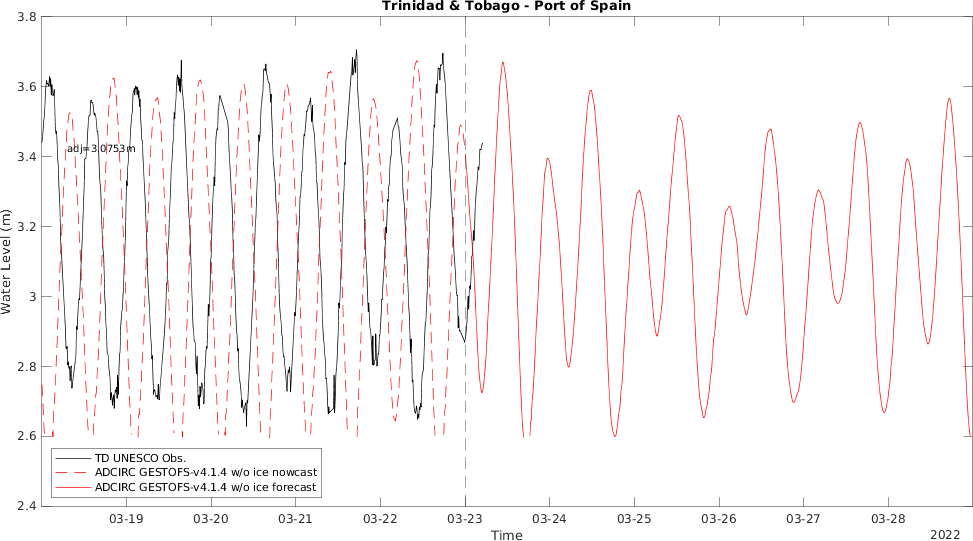 Trinidad & Tobago - Port of Spain
3.8
3.6
adj=3.0753m
3.4
3.2
Water Level (m)
3
2.8
2.6
TD UNESCO Obs.
ADCIRC GESTOFS-v4.1.4 w/o ice nowcast
ADCIRC GESTOFS-v4.1.4 w/o ice forecast
2.4
03-19 03-20 03-21 03-22 03-23 03-24 03-25 03-26 03-27 03-28
Time
2022